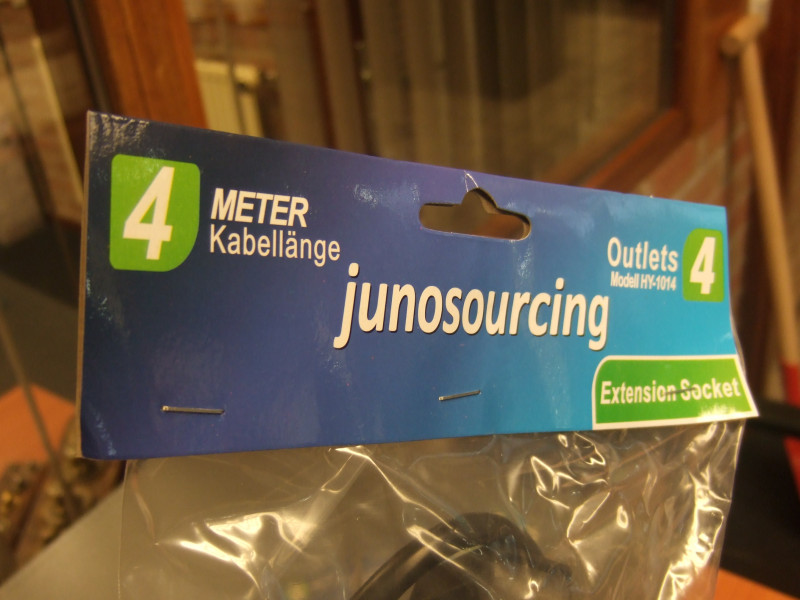 4 METER
Kabellänge
junosourcing
Outlets 4
Modell HY-1014
Extension Socket